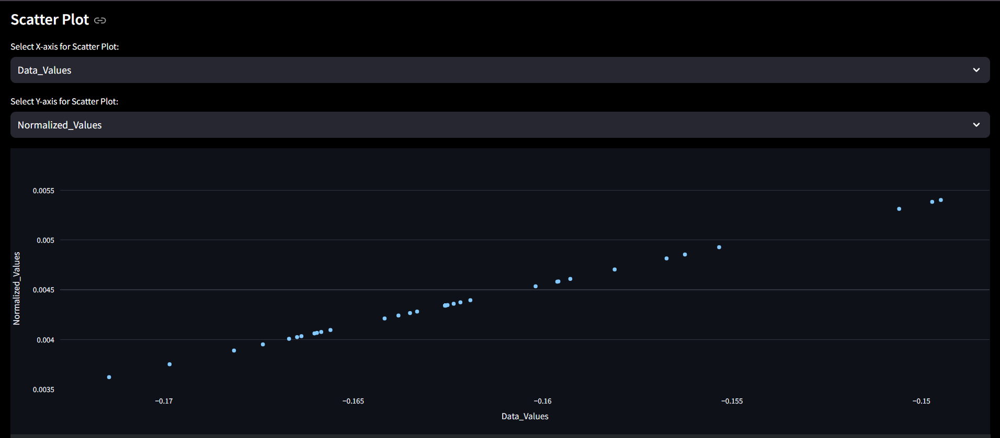 Scatter Plot
Select X-axis for Scatter Plot:
Data_Values
Select Y-axis for Scatter Plot:
Normalized_Values
0.0055
0.005
0.0045
0.004
0.0035
Normalized_Values
−0.17 −0.165 −0.16 −0.155 −0.15
Data_Values